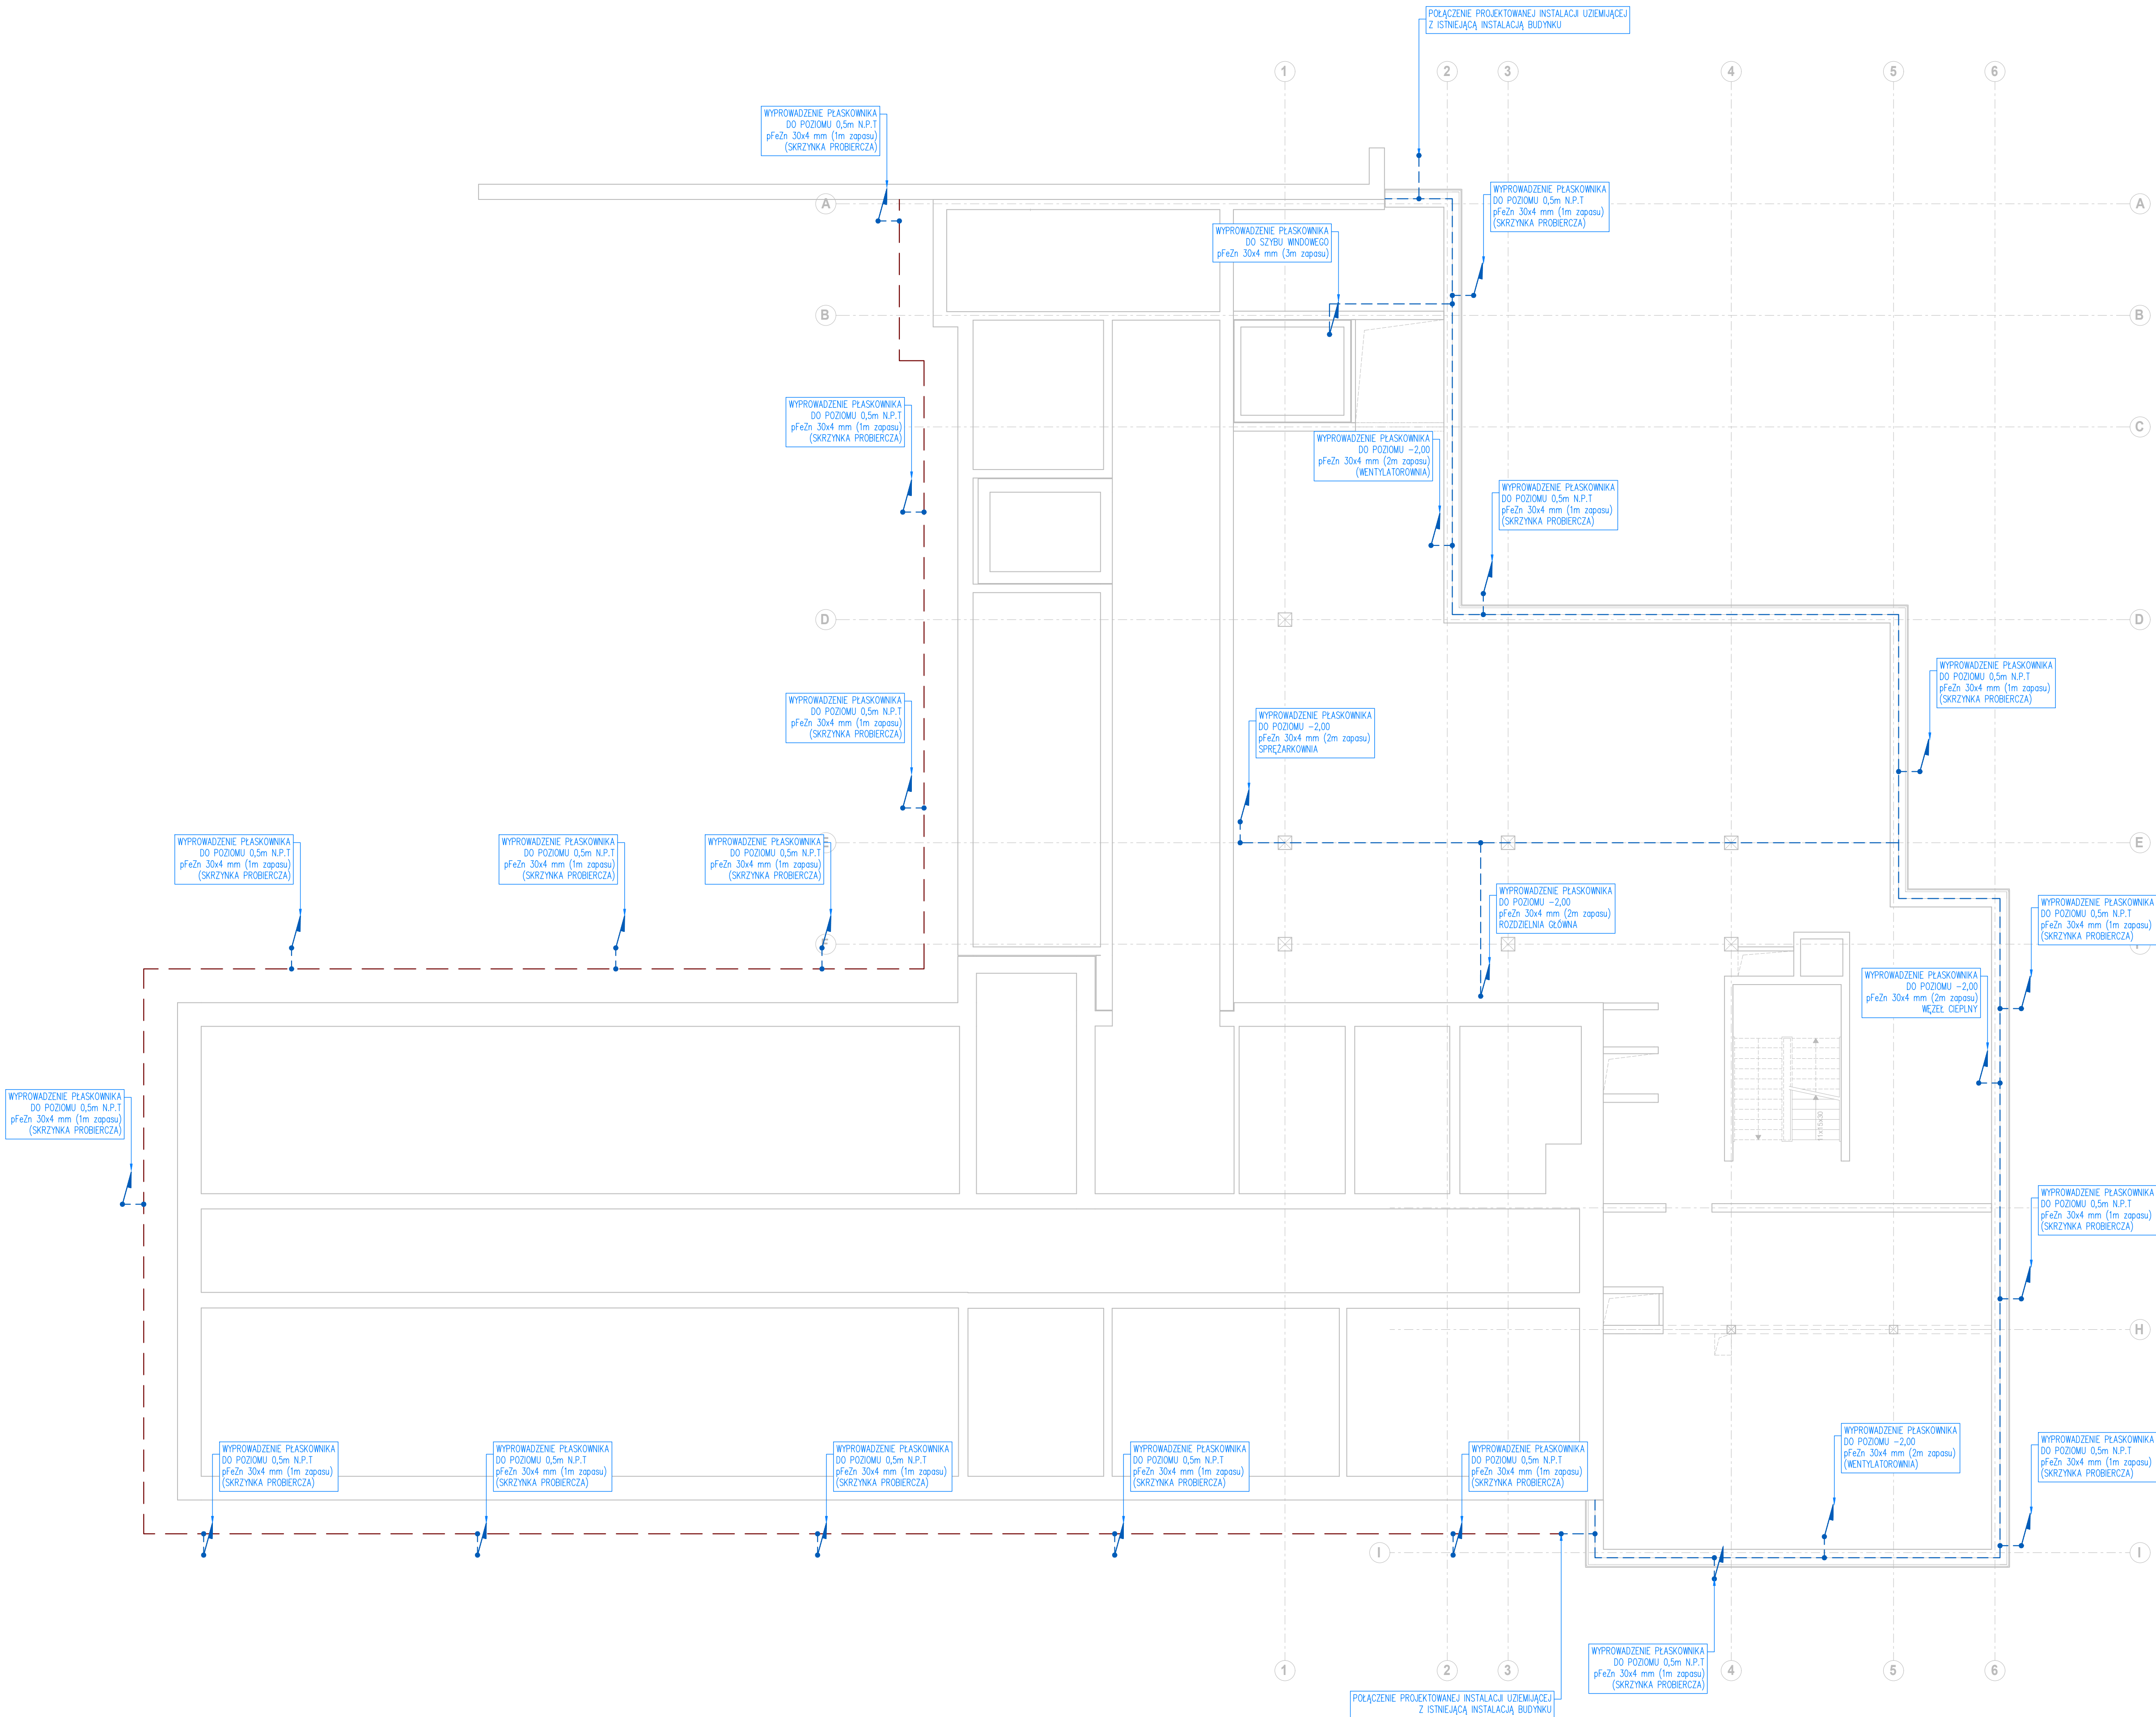 POŁĄCZENIE PROJEKTOWANEJ INSTALACJI UZIEMIJĄCEJ
Z ISTNIEJĄCĄ INSTALACJĄ BUDYNKU
1
2
3
4
5
6
WYPROWADZENIE PŁASKOWNIKA
DO POZIOMU 0,5m N.P.T
pFeZn 30x4 mm (1m zapasu)
(SKRZYNKA PROBIERCZA)
WYPROWADZENIE PŁASKOWNIKA
DO POZIOMU 0,5m N.P.T
pFeZn 30x4 mm (1m zapasu)
(SKRZYNKA PROBIERCZA)
A
A
WYPROWADZENIE PŁASKOWNIKA
DO SZYBU WINDOWEGO
pFeZn 30x4 mm (3m zapasu)
B
B
WYPROWADZENIE PŁASKOWNIKA
DO POZIOMU 0,5m N.P.T
pFeZn 30x4 mm (1m zapasu)
(SKRZYNKA PROBIERCZA)
C
WYPROWADZENIE PŁASKOWNIKA
DO POZIOMU -2,00
pFeZn 30x4 mm (2m zapasu)
(WENTYLATOROWNIA)
WYPROWADZENIE PŁASKOWNIKA
DO POZIOMU 0,5m N.P.T
pFeZn 30x4 mm (1m zapasu)
(SKRZYNKA PROBIERCZA)
D
D
WYPROWADZENIE PŁASKOWNIKA
DO POZIOMU 0,5m N.P.T
pFeZn 30x4 mm (1m zapasu)
(SKRZYNKA PROBIERCZA)
WYPROWADZENIE PŁASKOWNIKA
DO POZIOMU 0,5m N.P.T
pFeZn 30x4 mm (1m zapasu)
(SKRZYNKA PROBIERCZA)
WYPROWADZENIE PŁASKOWNIKA
DO POZIOMU -2,00
pFeZn 30x4 mm (2m zapasu)
SPRĘŻARKOWNIA
WYPROWADZENIE PŁASKOWNIKA
DO POZIOMU 0,5m N.P.T
pFeZn 30x4 mm (1m zapasu)
(SKRZYNKA PROBIERCZA)
WYPROWADZENIE PŁASKOWNIKA
DO POZIOMU 0,5m N.P.T
pFeZn 30x4 mm (1m zapasu)
(SKRZYNKA PROBIERCZA)
WYPROWADZENIE PŁASKOWNIKA
DO POZIOMU 0,5m N.P.T
pFeZn 30x4 mm (1m zapasu)
(SKRZYNKA PROBIERCZA)
E
E
WYPROWADZENIE PŁASKOWNIKA
DO POZIOMU -2,00
pFeZn 30x4 mm (2m zapasu)
ROZDZIELNIA GŁÓWNA
WYPROWADZENIE PŁASKOWNIKA
DO POZIOMU 0,5m N.P.T
pFeZn 30x4 mm (1m zapasu)
(SKRZYNKA PROBIERCZA)
F
F
WYPROWADZENIE PŁASKOWNIKA
DO POZIOMU -2,00
pFeZn 30x4 mm (2m zapasu)
WĘZEŁ CIEPLNY
WYPROWADZENIE PŁASKOWNIKA
DO POZIOMU 0,5m N.P.T
pFeZn 30x4 mm (1m zapasu)
(SKRZYNKA PROBIERCZA)
WYPROWADZENIE PŁASKOWNIKA
DO POZIOMU 0,5m N.P.T
pFeZn 30x4 mm (1m zapasu)
(SKRZYNKA PROBIERCZA)
H
WYPROWADZENIE PŁASKOWNIKA
DO POZIOMU 0,5m N.P.T
pFeZn 30x4 mm (1m zapasu)
(SKRZYNKA PROBIERCZA)
WYPROWADZENIE PŁASKOWNIKA
DO POZIOMU 0,5m N.P.T
pFeZn 30x4 mm (1m zapasu)
(SKRZYNKA PROBIERCZA)
WYPROWADZENIE PŁASKOWNIKA
DO POZIOMU 0,5m N.P.T
pFeZn 30x4 mm (1m zapasu)
(SKRZYNKA PROBIERCZA)
WYPROWADZENIE PŁASKOWNIKA
DO POZIOMU 0,5m N.P.T
pFeZn 30x4 mm (1m zapasu)
(SKRZYNKA PROBIERCZA)
WYPROWADZENIE PŁASKOWNIKA
DO POZIOMU 0,5m N.P.T
pFeZn 30x4 mm (1m zapasu)
(SKRZYNKA PROBIERCZA)
WYPROWADZENIE PŁASKOWNIKA
DO POZIOMU -2,00
pFeZn 30x4 mm (2m zapasu)
(WENTYLATOROWNIA)
WYPROWADZENIE PŁASKOWNIKA
DO POZIOMU 0,5m N.P.T
pFeZn 30x4 mm (1m zapasu)
(SKRZYNKA PROBIERCZA)
I
I
WYPROWADZENIE PŁASKOWNIKA
DO POZIOMU 0,5m N.P.T
pFeZn 30x4 mm (1m zapasu)
(SKRZYNKA PROBIERCZA)
1
2
3
4
5
6
POŁĄCZENIE PROJEKTOWANEJ INSTALACJI UZIEMIJĄCEJ
Z ISTNIEJĄCĄ INSTALACJĄ BUDYNKU